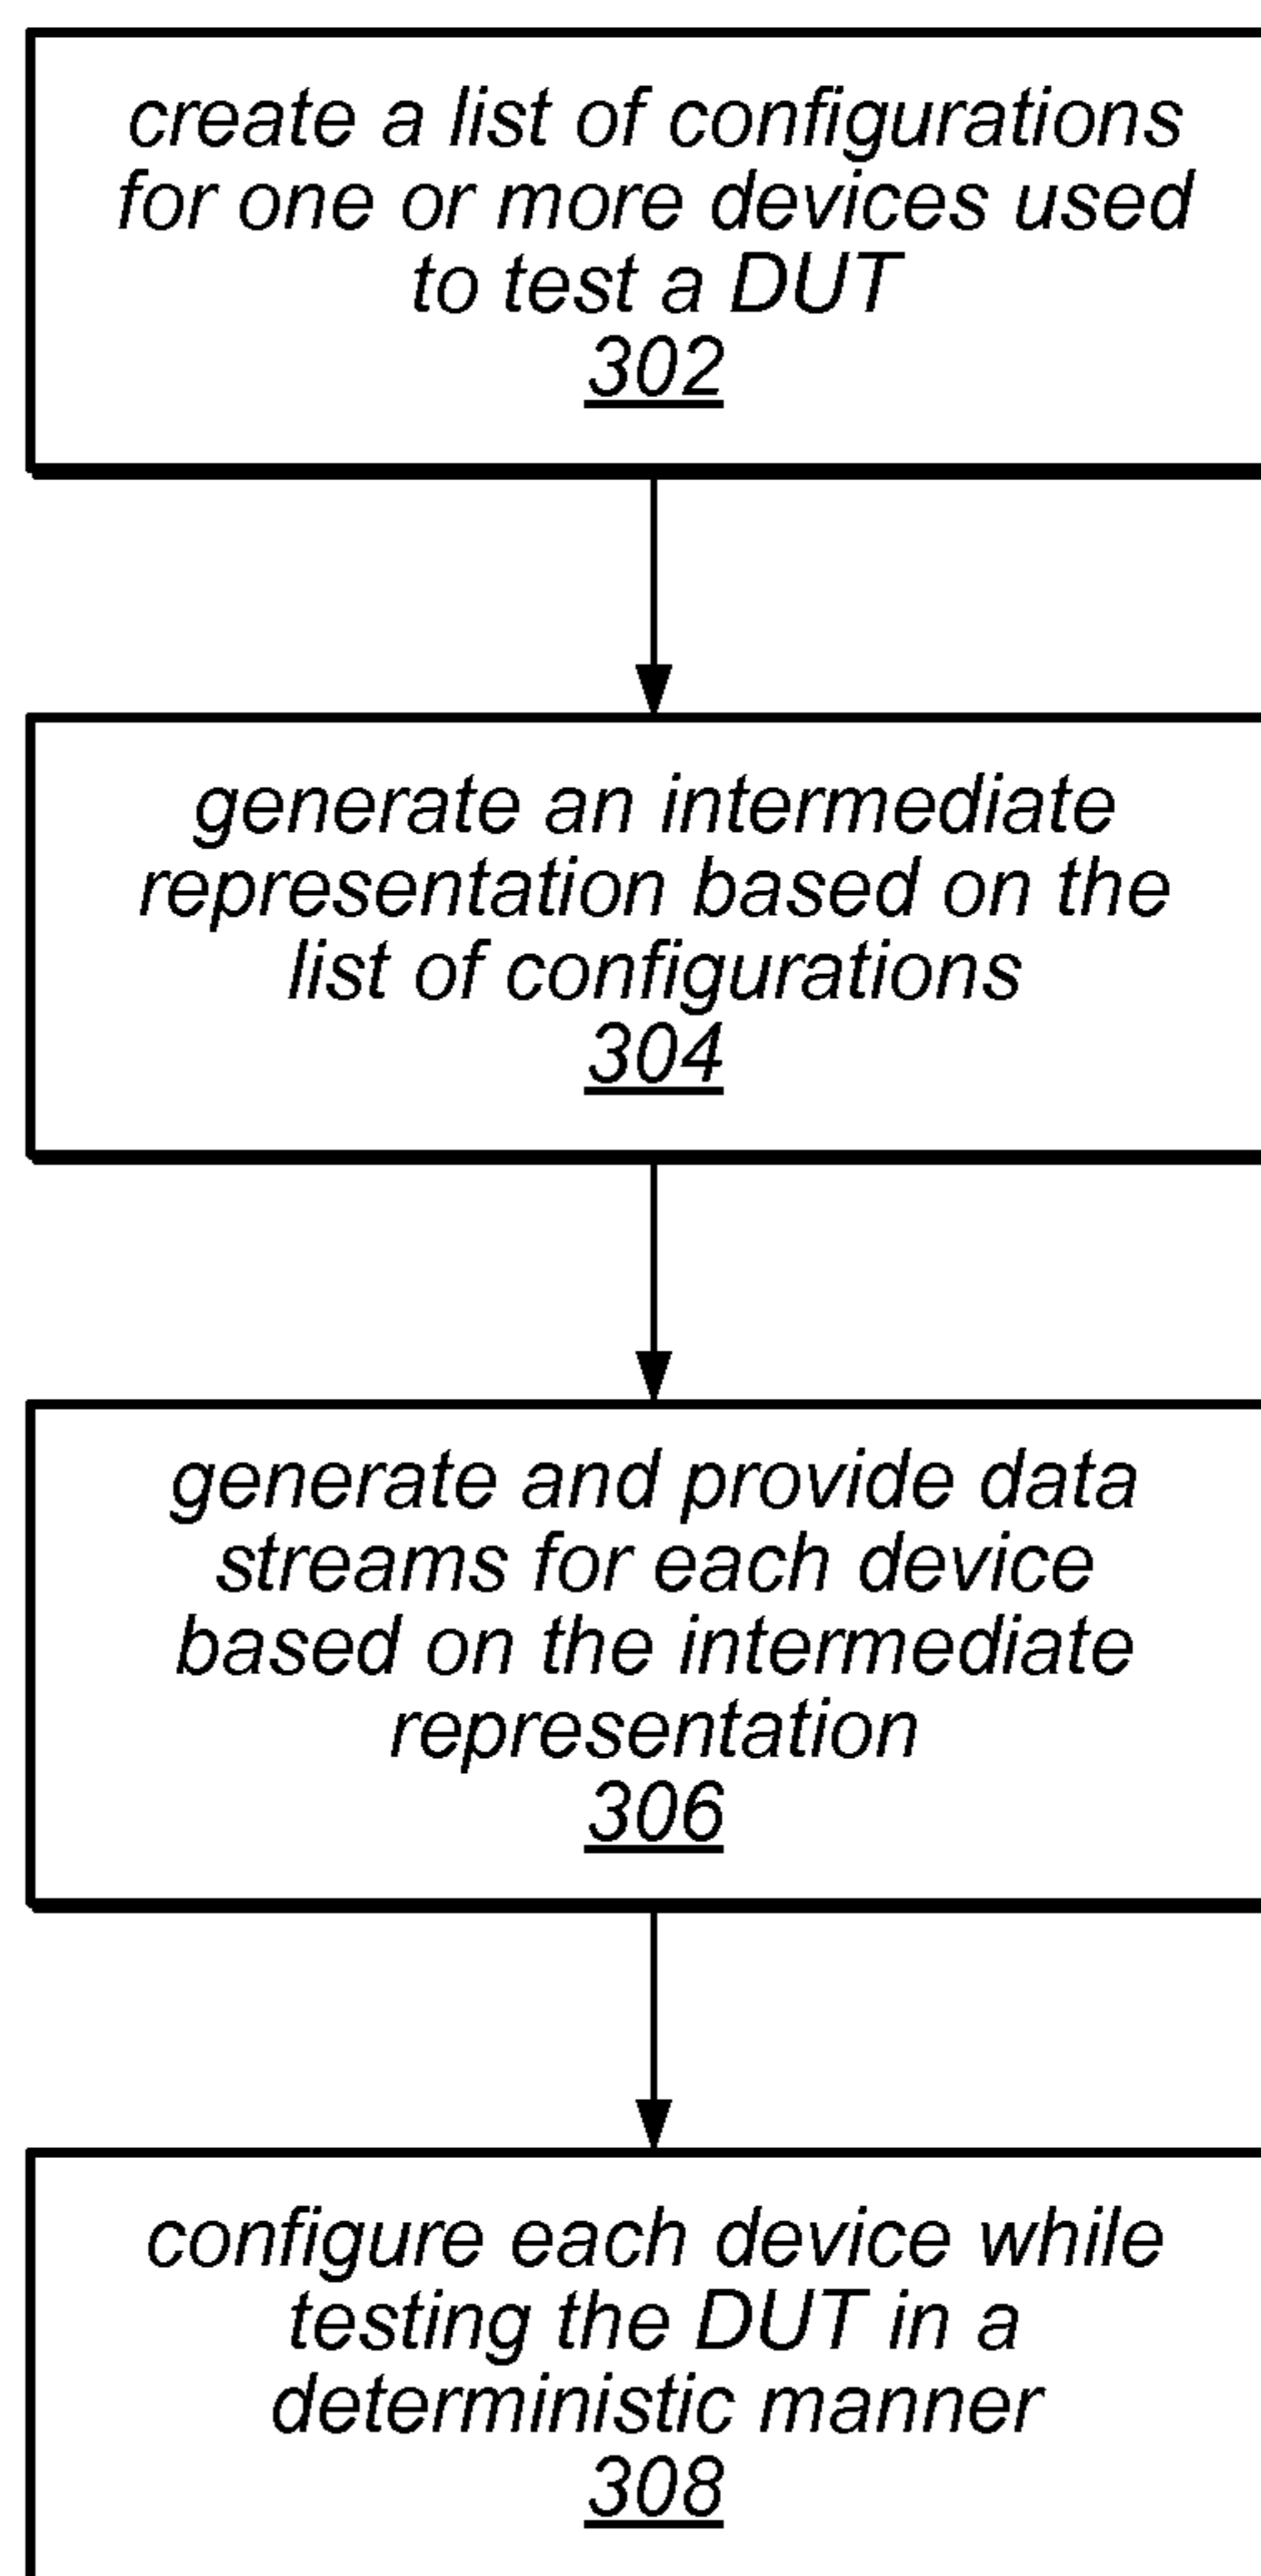 create a list of configurations
for one or more devices used
to test a DUT
302
generate an intermediate
representation based on the
list of configurations
304
generate and provide data
streams for each device
based on the intermediate
representation
306
configure each device while
testing the DUT in a
deterministic manner
308